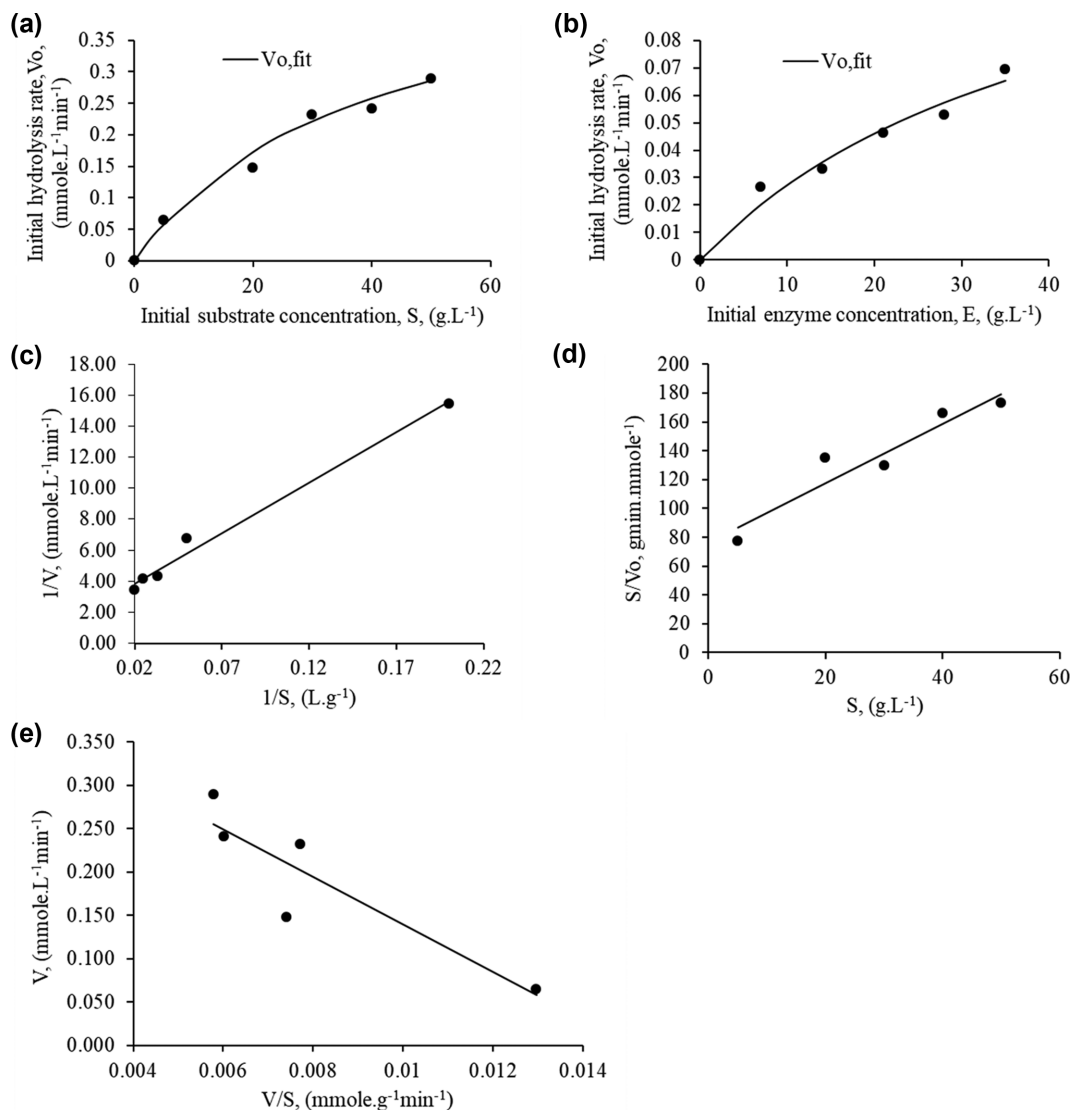 (a)
Initial hydrolysis rate,Vo,
(mmole.L-1min-1)
0.35
0.3
0.25
0.2
0.15
0.1
0.05
0
Vo,fit
0 20 40 60
Initial substrate concentration, S, (g.L-1)
(b)
Initial hydrolysis rate, Vo,
(mmole.L-1min-1)
0.08
0.07
0.06
0.05
0.04
0.03
0.02
0.01
0
Vo,fit
0 10 20 30 40
Initial enzyme concentration, E, (g.L-1)
(c)
1/V, (mmole.L-1min-1)
18.00
16.00
14.00
12.00
10.00
8.00
6.00
4.00
2.00
0.00
0.02 0.07 0.12 0.17 0.22
1/S, (L.g-1)
(d)
S/Vo, gmim.mmole-1)
200
180
160
140
120
100
80
60
40
20
0
0 20 40 60
S, (g.L-1)
(e)
V, (mmole.L-1min-1)
0.350
0.300
0.250
0.200
0.150
0.100
0.050
0.000
0.004 0.006 0.008 0.01 0.012 0.014
V/S, (mmole.g-1min-1)